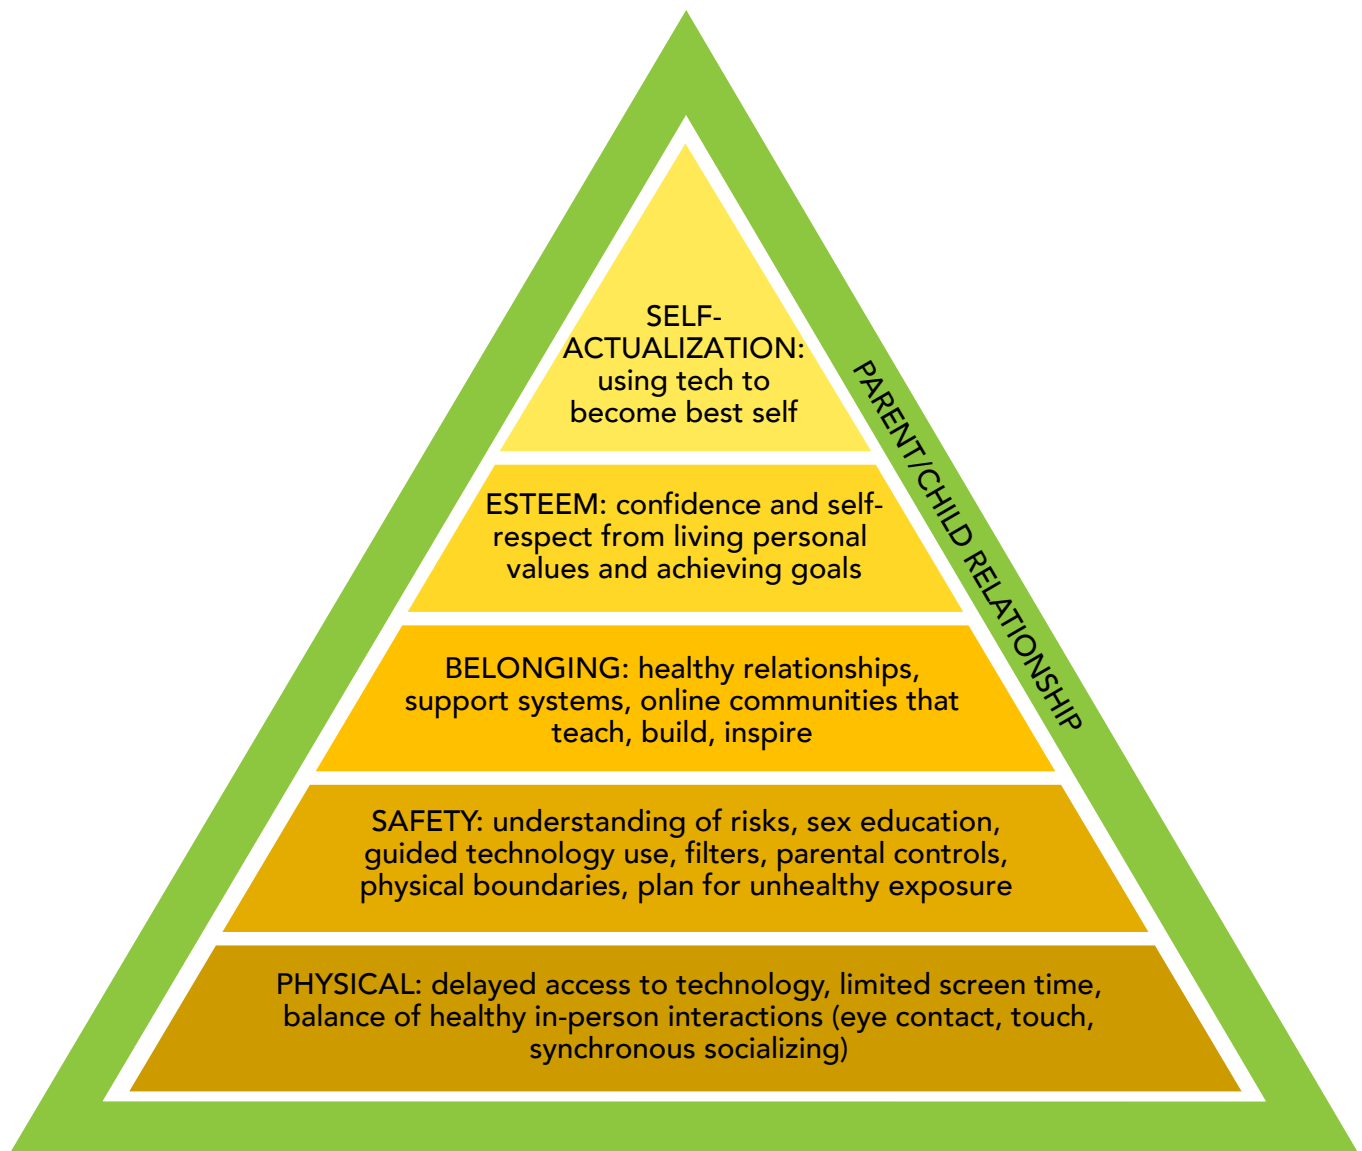 SELF-
ACTUALIZATION:
using tech to
become best self
PARENT/CHILD RELATIONSHIP
ESTEEM: confidence and self-
respect from living personal
values and achieving goals
BELONGING: healthy relationships,
support systems, online communities that
teach, build, inspire
SAFETY: understanding of risks, sex education,
guided technology use, filters, parental controls,
physical boundaries, plan for unhealthy exposure
PHYSICAL: delayed access to technology, limited screen time,
balance of healthy in-person interactions (eye contact, touch,
synchronous socializing)